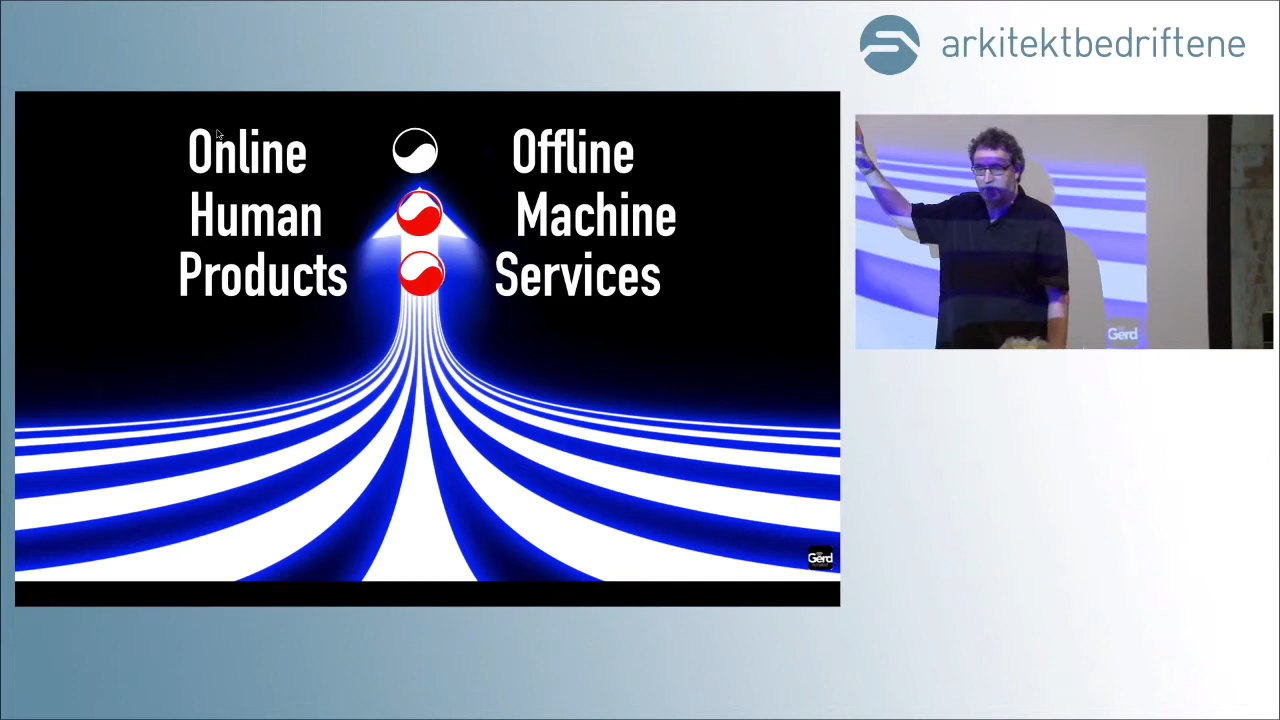 arkitektbedriftene
Online Offline
Human Machine
Products Services
Gerd
Gerd